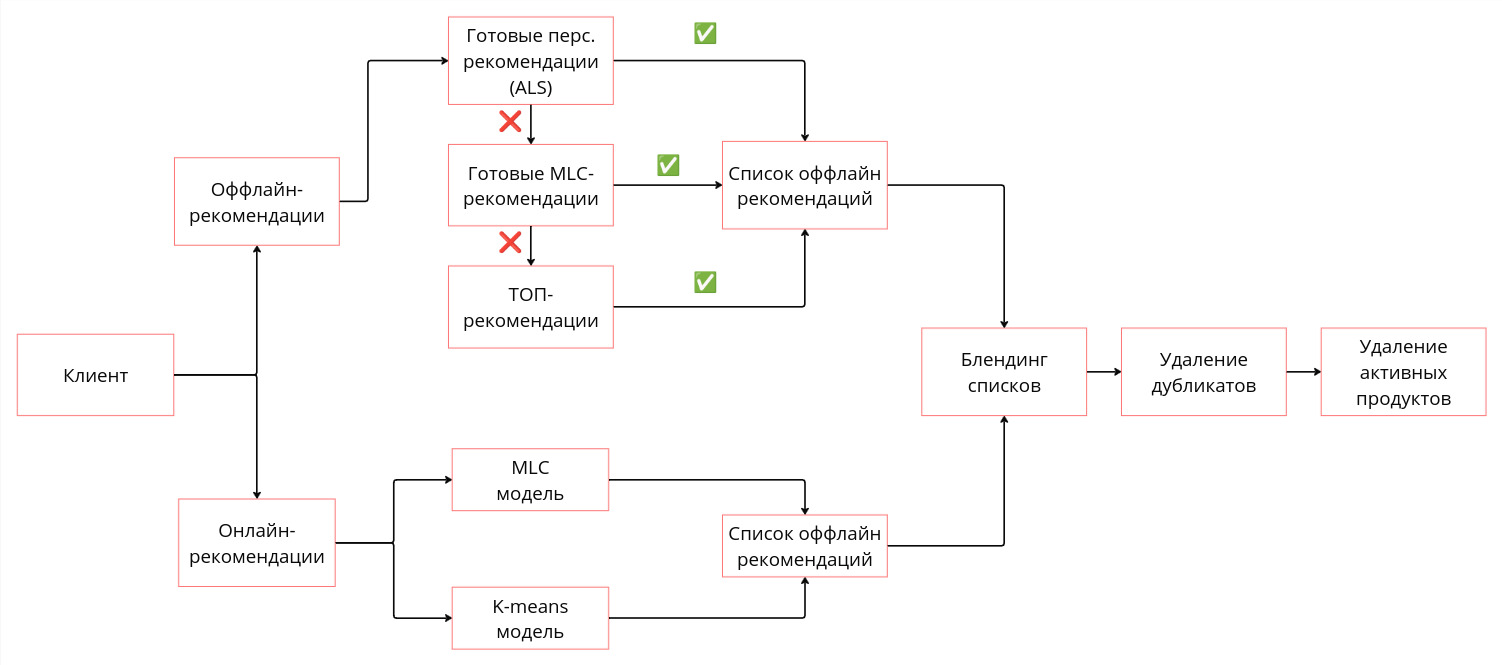 Готовые перс.
рекомендации
(ALS)
Готовые MLC-
рекомендации
ТОП-
рекомендации
Оффлайн-
рекомендации
Список оффлайн
рекомендаций
Клиент
Блендинг
списков
Удаление
дубликатов
Удаление
активных
продуктов
Онлайн-
рекомендации
MLC
модель
K-means
модель
Список оффлайн
рекомендаций